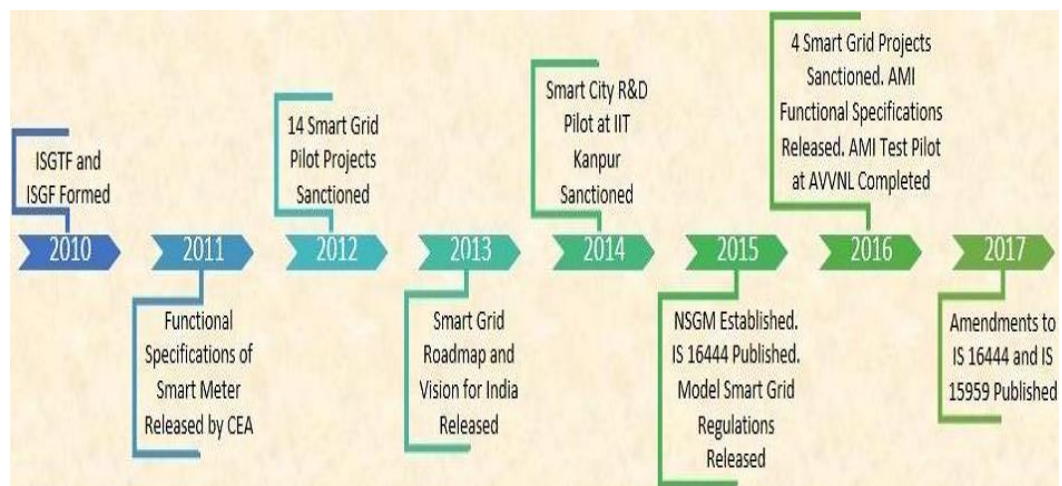 ISGTF and
ISGF Formed
2010
2011
Functional
Specifications of
Smart Meter
Released by CEA
14 Smart Grid
Pilot Projects
Sanctioned
2012
2013
Smart Grid
Roadmap and
Vision for India
Released
Smart City R&D
Pilot at IIT
Kanpur
Sanctioned
2014
2015
NSGM Established.
IS 16444 Published.
Model Smart Grid
Regulations
Released
4 Smart Grid Projects
Sanctioned. AMI
Functional Specifications
Released. AMI Test Pilot
at AVVNL Completed
2016
2017
Amendments to
IS 16444 and IS
15959 Published